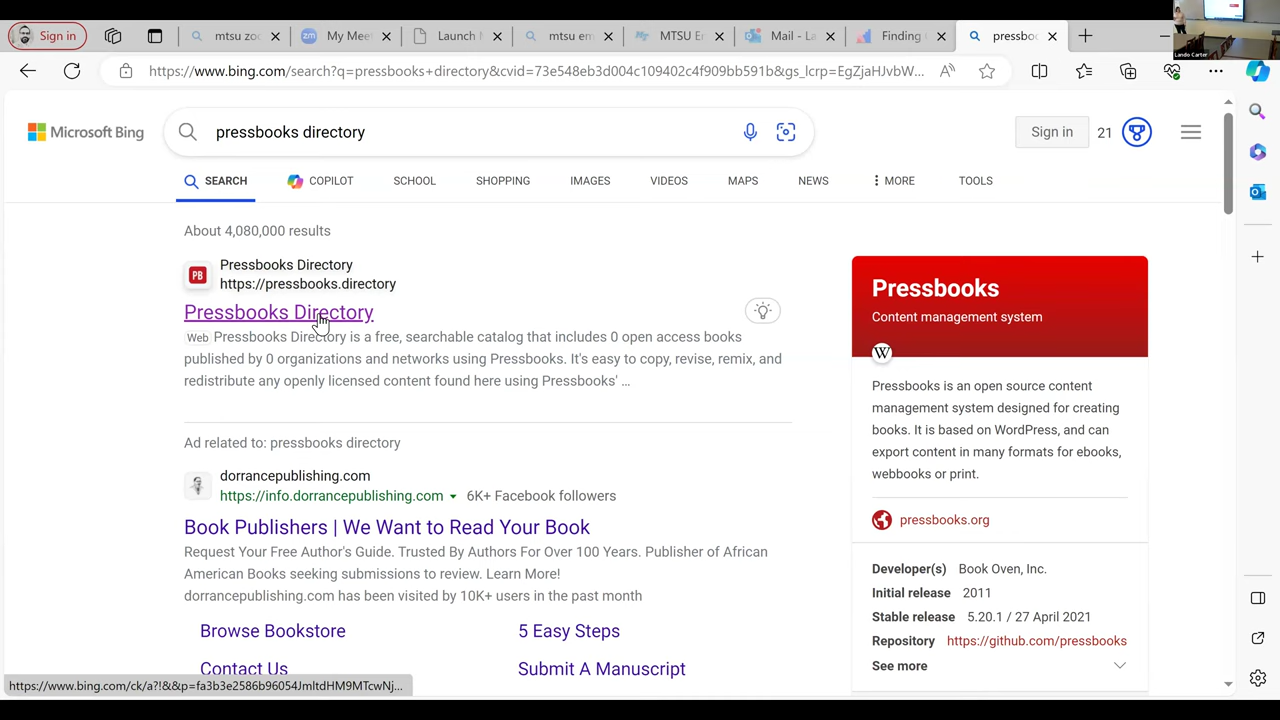 Sign in
mtsu zoo
My Meet
Launch M
mtsu em
MTSU E
Mail - La
Finding
pressboo
Lando Carter
https://www.bing.com/search?q=pressbooks+directory&cvid=73e548eb3d004c109402c4f909bb591b&gs_lcrp=EgZjaHJvbW...
Microsoft Bing
pressbooks directory
Sign in
21
SEARCH
COPILOT
SCHOOL
SHOPPING
IMAGES
VIDEOS
MAPS
NEWS
MORE
TOOLS
About 4,080,000 results
PB
Pressbooks Directory
https://pressbooks.directory
Pressbooks Directory
Web Pressbooks Directory is a free, searchable catalog that includes 0 open access books
published by 0 organizations and networks using Pressbooks. It's easy to copy, revise, remix, and
redistribute any openly licensed content found here using Pressbooks' ...
Ad related to: pressbooks directory
dorrancepublishing.com
https://info.dorrancepublishing.com 6K+ Facebook followers
Book Publishers | We Want to Read Your Book
Request Your Free Author's Guide. Trusted By Authors For Over 100 Years. Publisher of African
American Books seeking submissions to review. Learn More!
dorrancepublishing.com has been visited by 10K+ users in the past month
Browse Bookstore
5 Easy Steps
Contact Us
Submit A Manuscript
https://www.bing.com/ck/a?!&&p=fa3b3e2586b96054JmltdHM9MTcwNj...
Pressbooks
Content management system
W
Pressbooks is an open source content
management system designed for creating
books. It is based on WordPress, and can
export content in many formats for ebooks,
webbooks or print.
pressbooks.org
Developer(s) Book Oven, Inc.
Initial release 2011
Stable release 5.20.1 / 27 April 2021
Repository https://github.com/pressbooks
See more